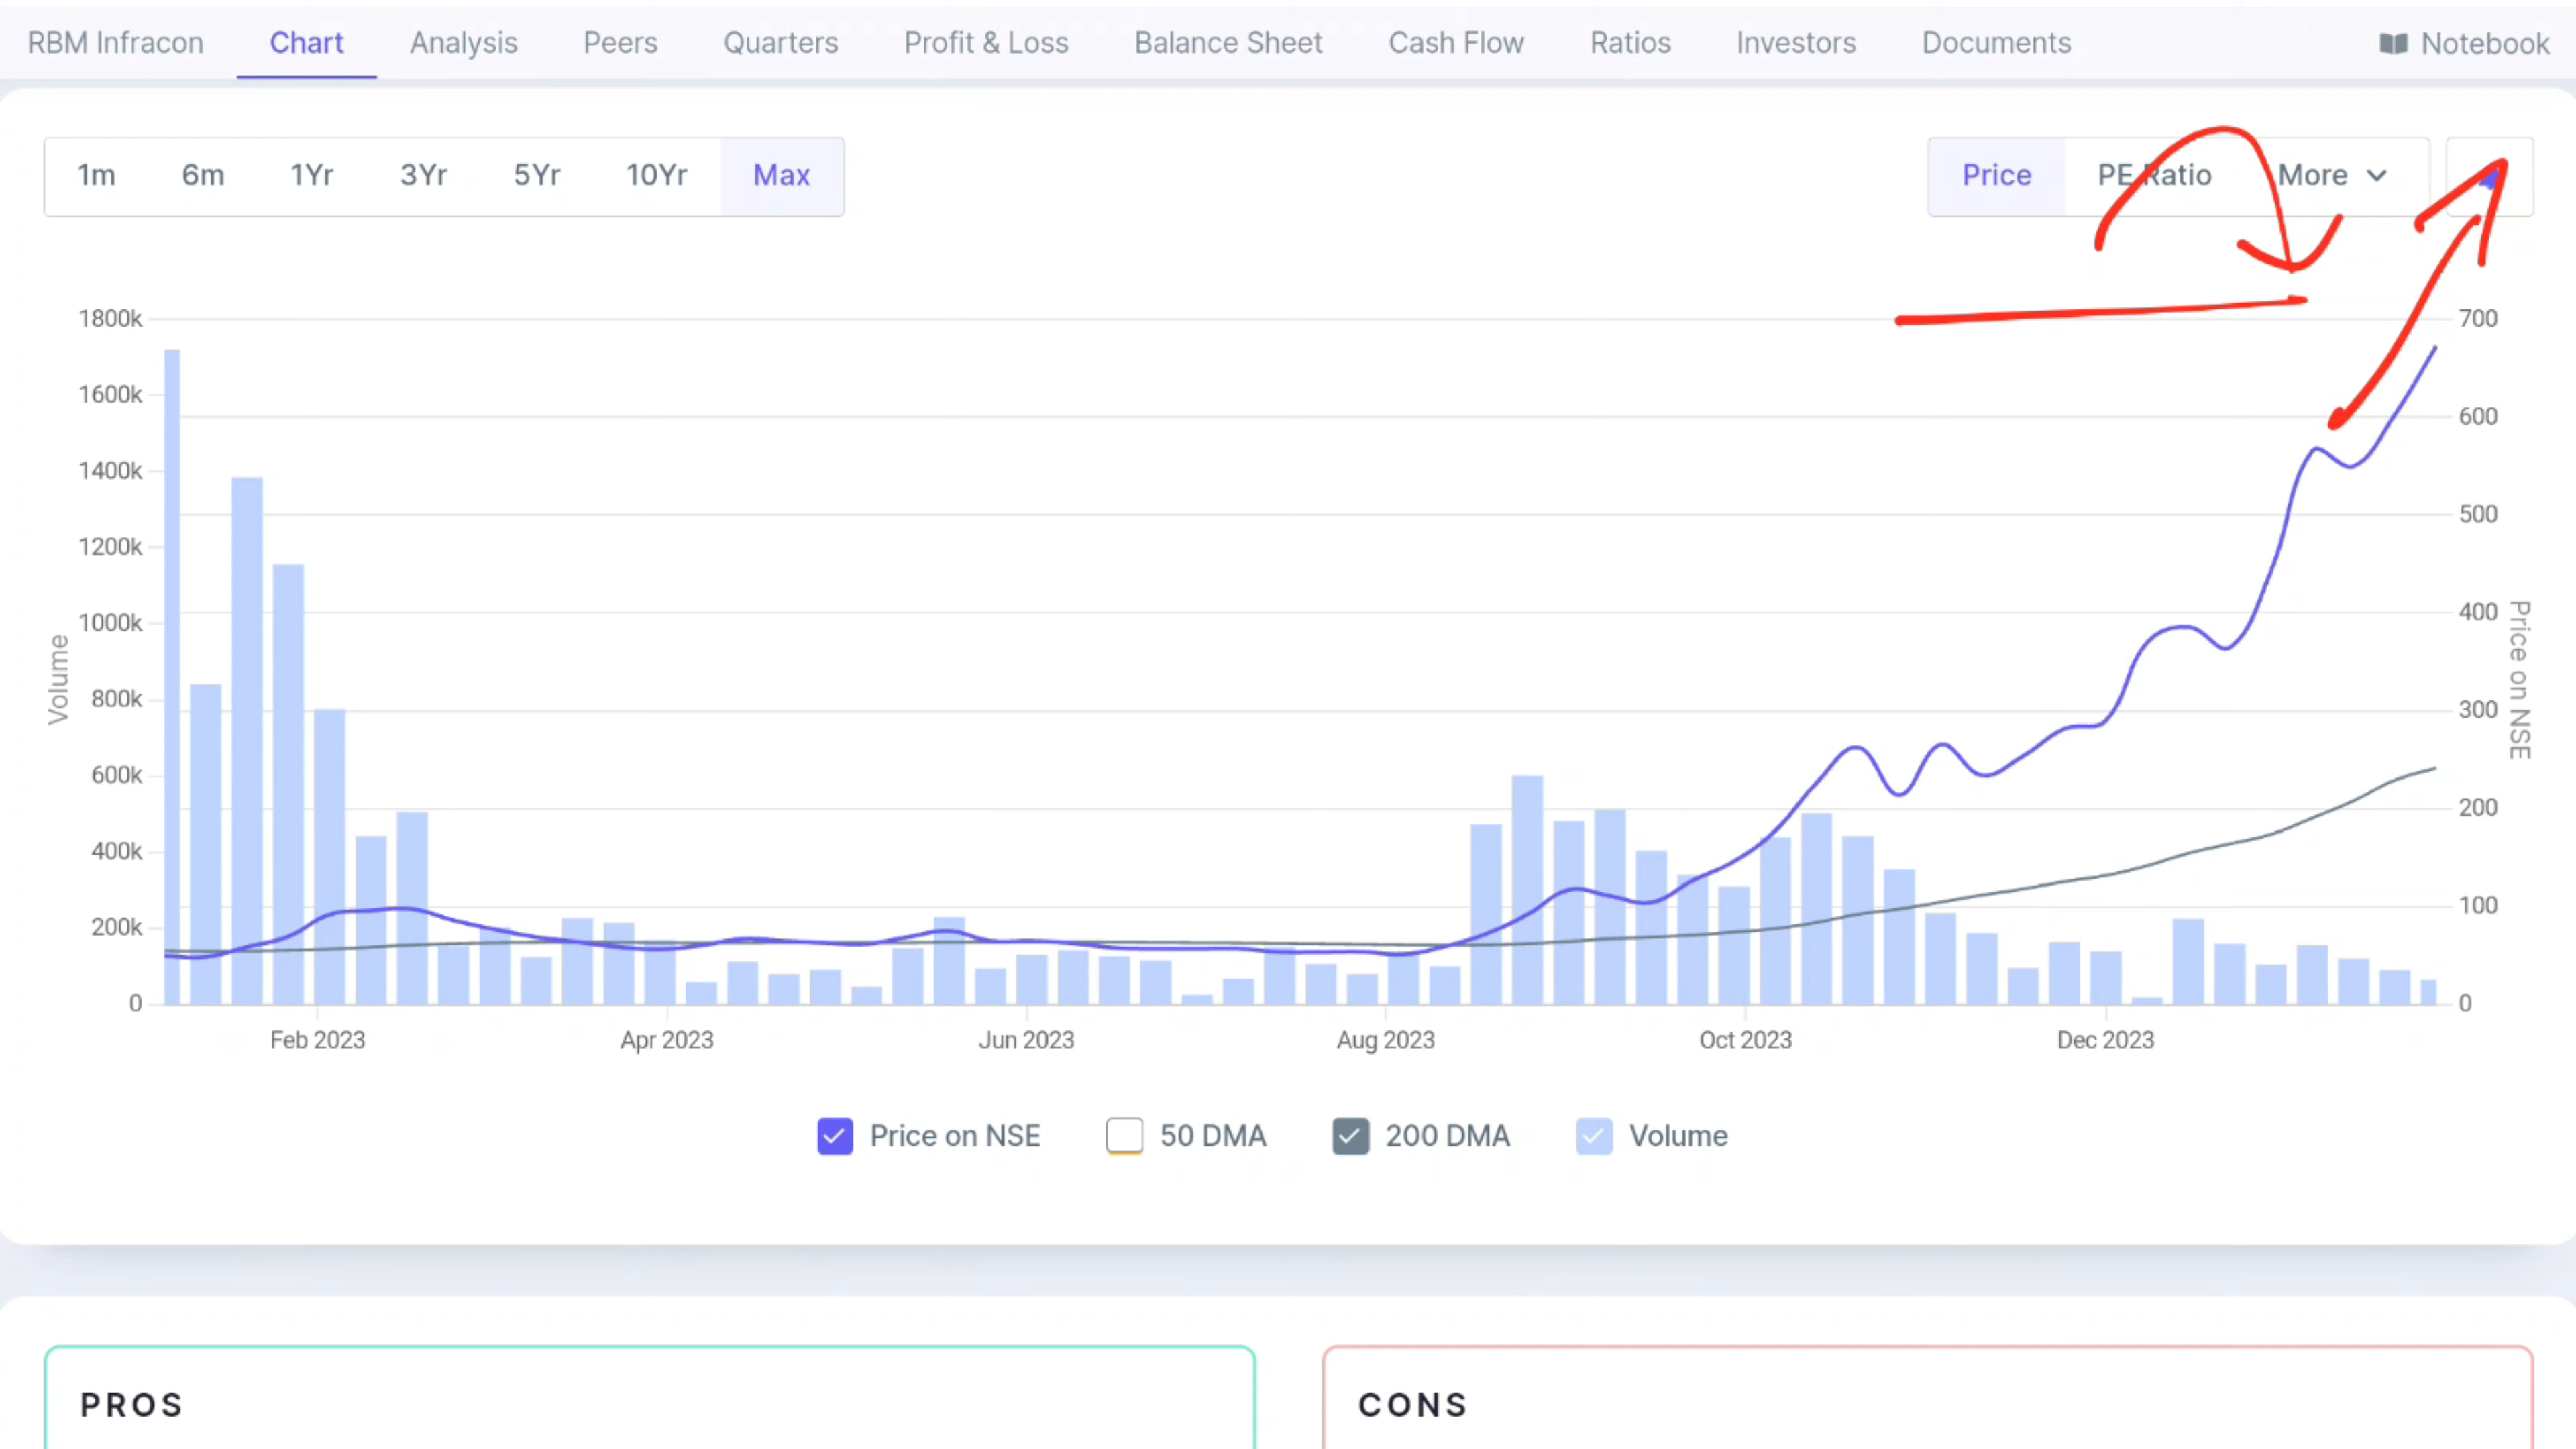 RBM Infracon Chart Analysis Peers Quarters Profit & Loss Balance Sheet Cash Flow Ratios Investors Documents Notebook
1m 6m 1Yr 3Yr 5Yr 10Yr Max Price PE Ratio More
1800k 700
1600k
600
1400k
500
1200k
1000k 400
800k 300
600k
200
400k
200k 100
0 0
Volume
Price on NSE
Feb 2023 Apr 2023 Jun 2023 Aug 2023 Oct 2023 Dec 2023
Price on NSE 50 DMA 200 DMA Volume
PROS CONS